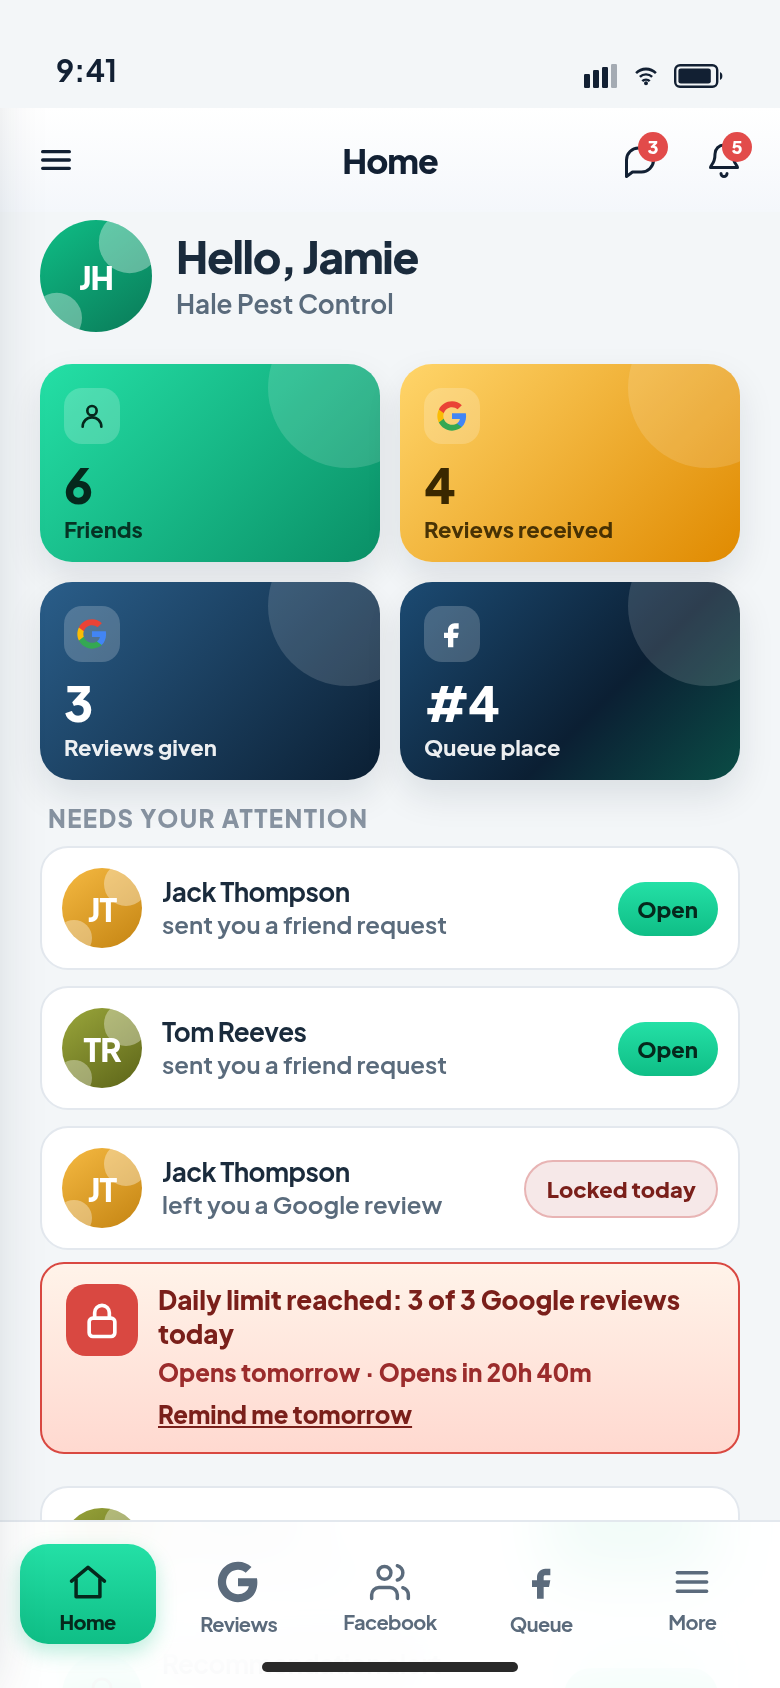 9:41
Home
3
5
JH
Hello, Jamie
Hale Pest Control
6
Friends
4
Reviews received
3
Reviews given
#4
Queue place
NEEDS YOUR ATTENTION
JT
Jack Thompson
sent you a friend request
Open
TR
Tom Reeves
sent you a friend request
Open
JT
Jack Thompson
left you a Google review
Locked today
Daily limit reached: 3 of 3 Google reviews
today
Opens tomorrow · Opens in 20h 40m
Remind me tomorrow
Home
Reviews
Facebook
Queue
More